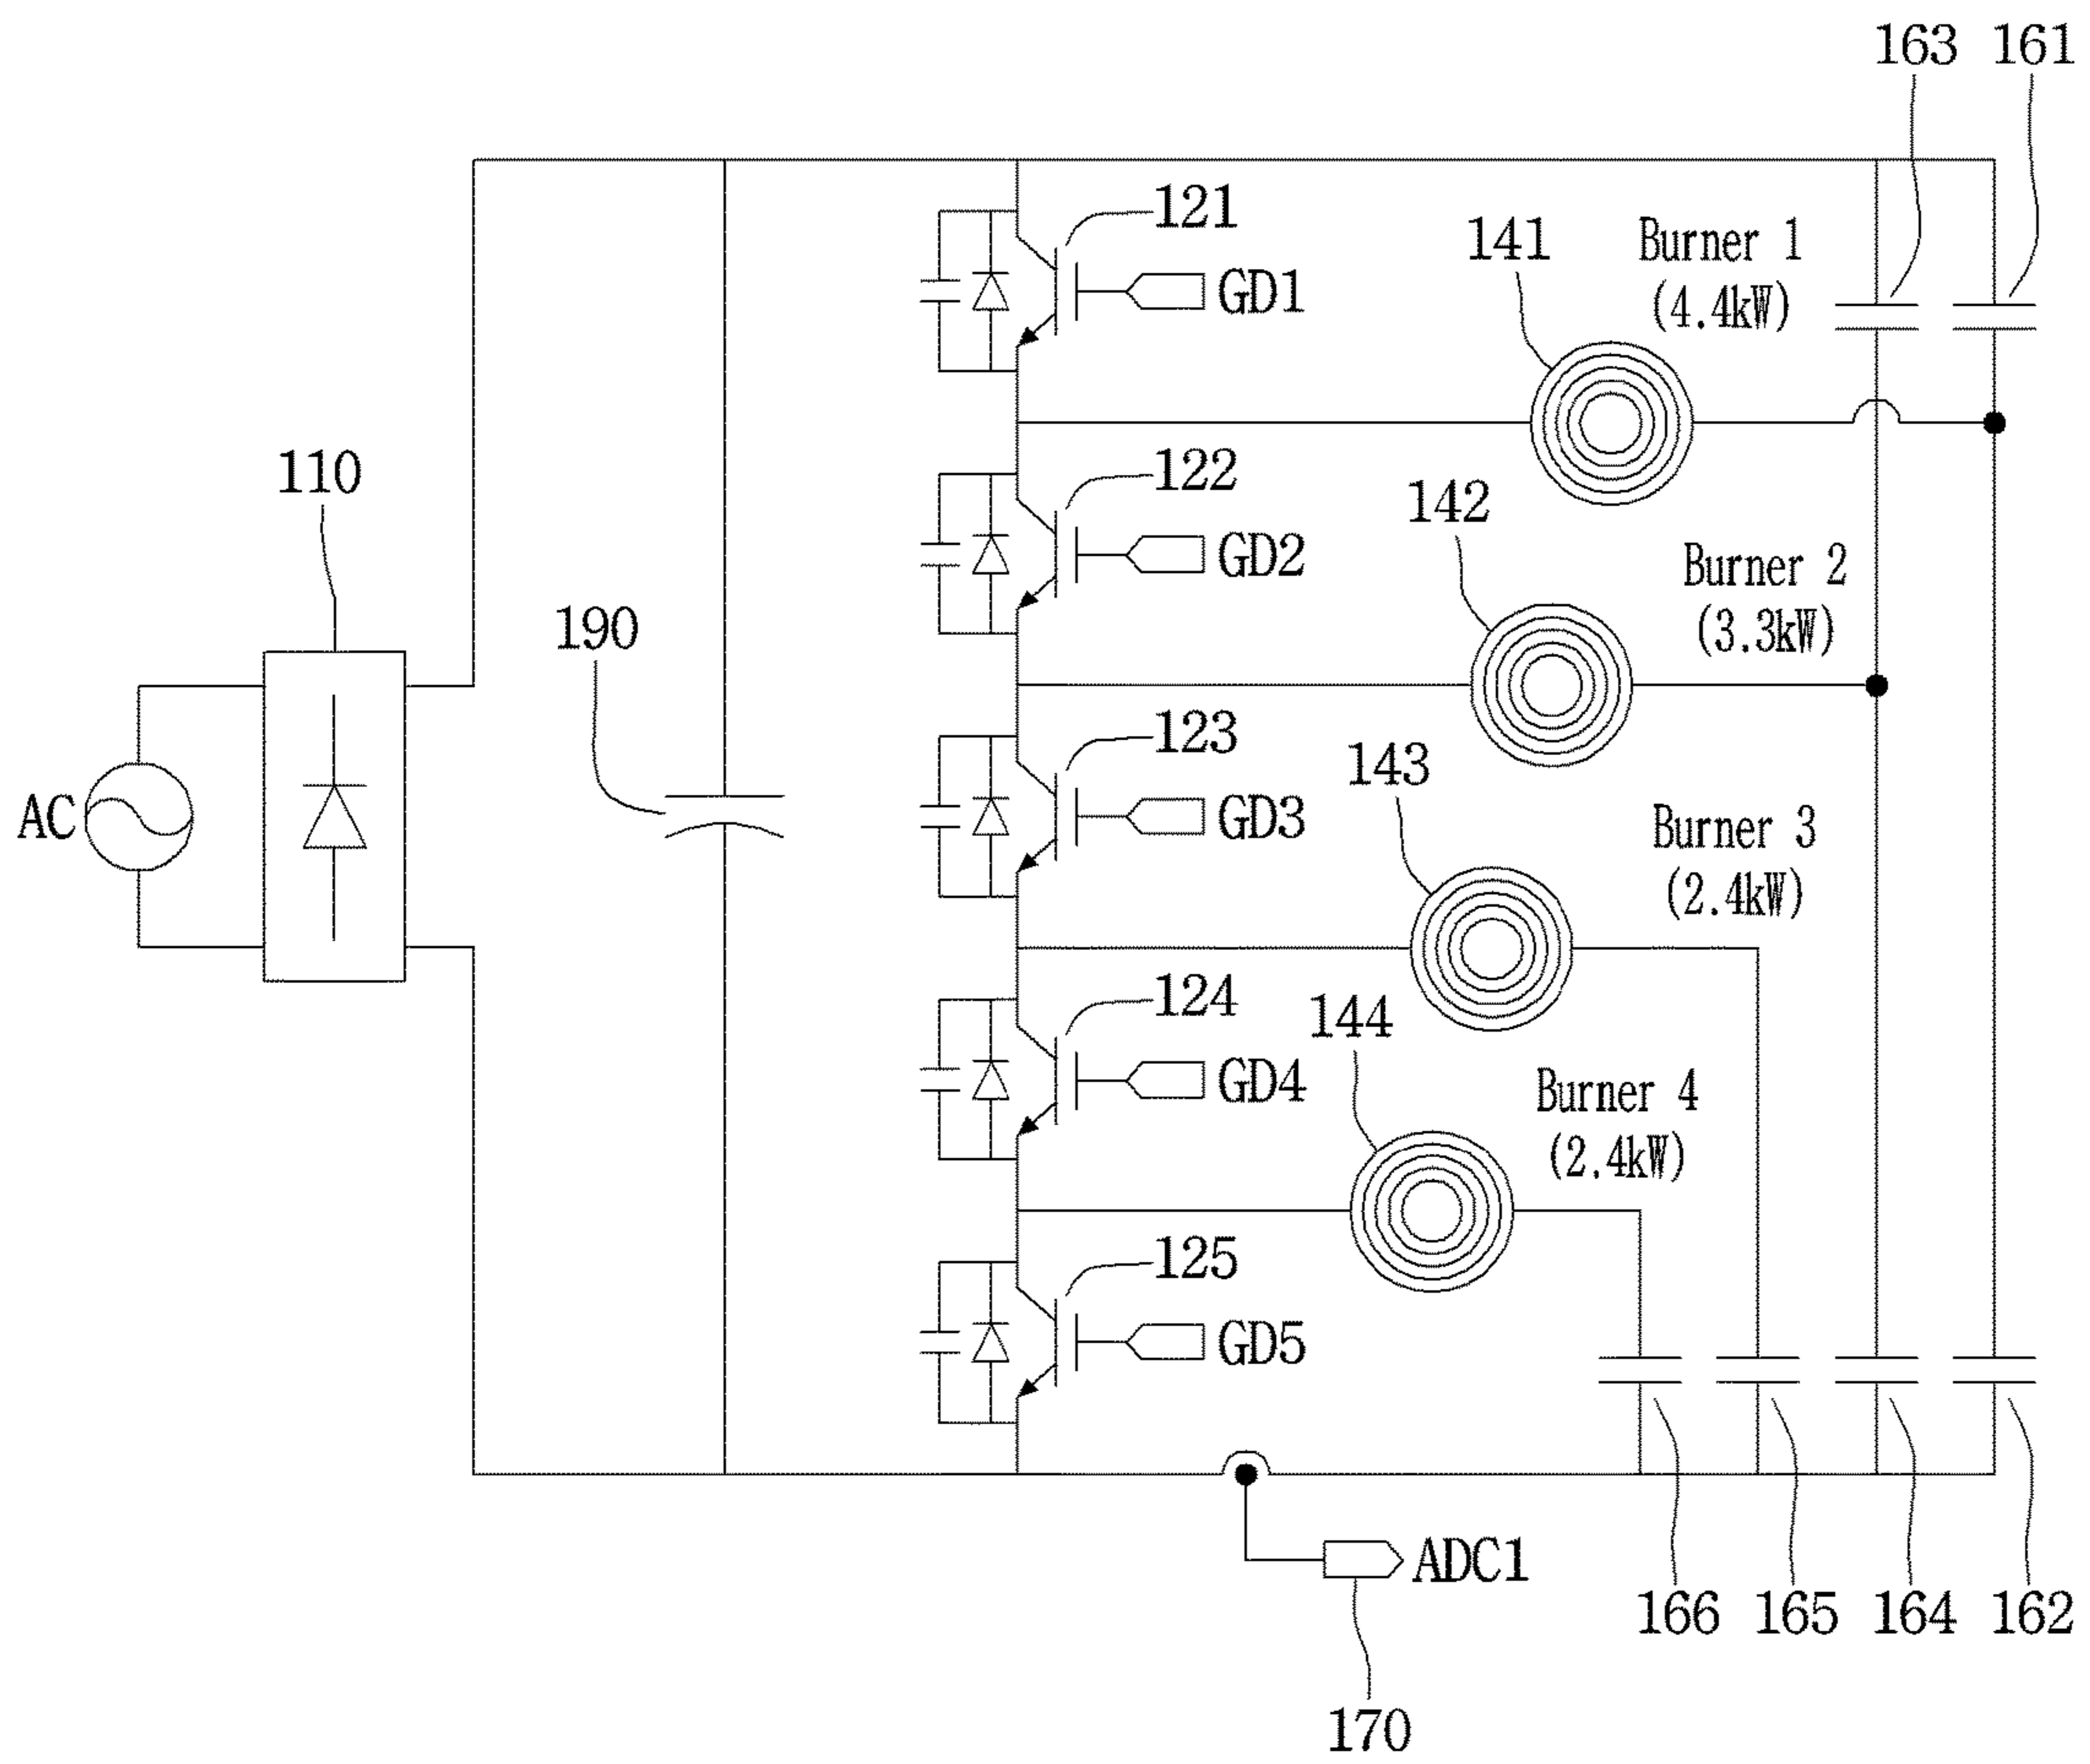 163 161
121
GD1
141
Burner 1
(4.4kW)
110
122
GD2
142
Burner 2
(3.3kW)
190
AC
123
GD3
143
Burner 3
(2.4kW)
124
GD4
144
Burner 4
(2.4kW)
125
GD5
ADC1
166 165 164 162
170